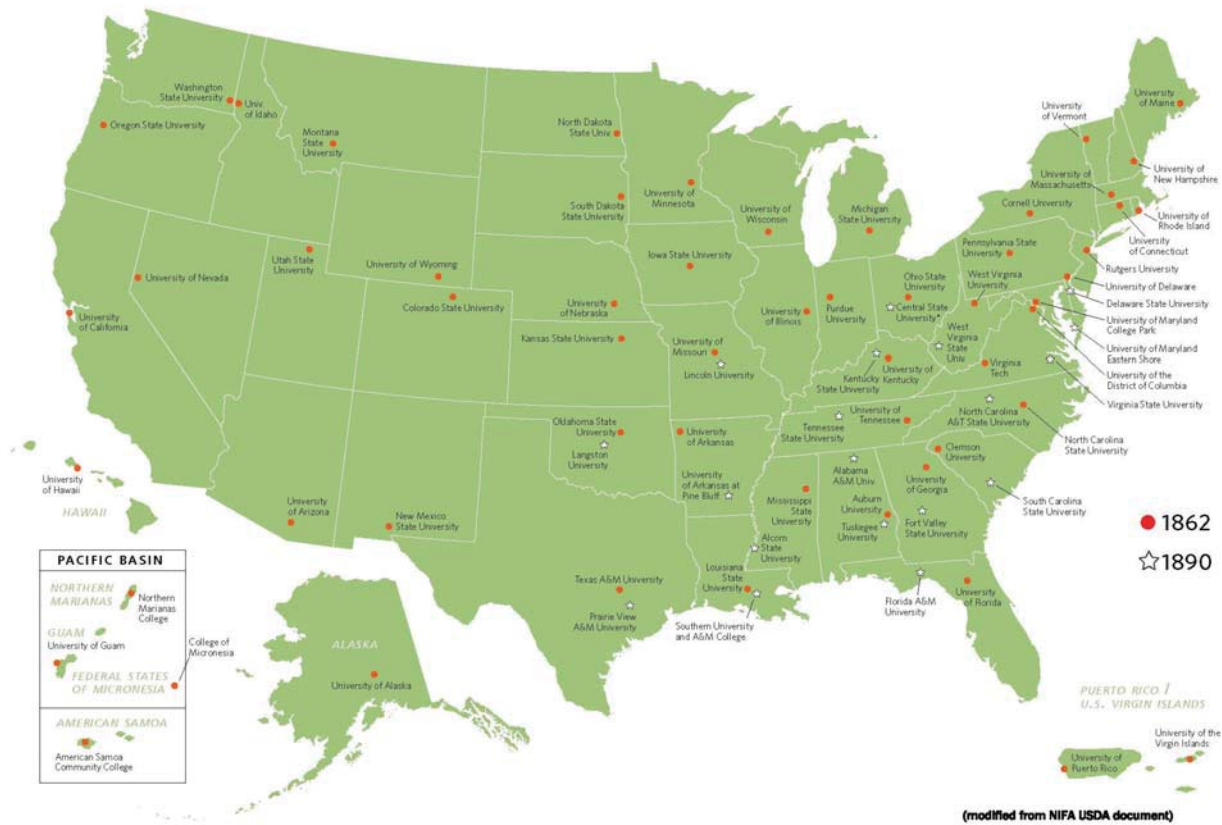 Washington
State University
Univ.
of Idaho
Oregon State University
Montana
State
University
North Dakota
State Univ.
University of
Minnesota
South Dakota
State University
University of
Wisconsin
Michigan
State University
University
of Vermont
University
of Maine
University of
New Hampshire
University of
Massachusetts
Cornell University
University of
Rhode Island
University
of Connecticut
Pennsylvania State
University
Rutgers University
University of Delaware
Delaware State University
University of Maryland
College Park
University of Maryland
Eastern Shore
University of the
District of Columbia
Virginia State University
Utah State
University
University of Nevada
University of Wyoming
Colorado State University
University
of California
Iowa State University
University
of Nebraska
Kansas State University
University of
Missouri
Lincoln University
University
of Illinois
Purdue
University
Ohio State
University
Central State
University*
West Virginia
University
West
Virginia
State
Univ.
Kentucky
State University
University of
Kentucky
Virginia
Tech
Oklahoma State
University
Langston
University
University
of Arkansas
University
of Arkansas at
Pine Bluff
Tennessee
State University
University of
Tennessee
North Carolina
A&T State University
North Carolina
State University
Clemson
University
Alabama
A&M Univ.
University
of Georgia
South Carolina
State University
Mississippi
State
University
Auburn
University
Tuskegee
University
Fort Valley
State University
Alcorn
State
University
University
of Hawaii
HAWAII
University
of Arizona
New Mexico
State University
Texas A&M University
Prairie View
A&M University
Louisiana
State
University
Southern University
and A&M College
Florida A&M
University
University
of Florida
1862
1890
PACIFIC BASIN
NORTHERN
MARIANAS
Northern
Marianas
College
GUAM
University of Guam
College of
Micronesia
FEDERAL STATES
OF MICRONESIA
AMERICAN SAMOA
American Samoa
Community College
ALASKA
University of Alaska
PUERTO RICO /
U.S. VIRGIN ISLANDS
University of the
Virgin Islands
University of
Puerto Rico
(modified from NIFA USDA document)